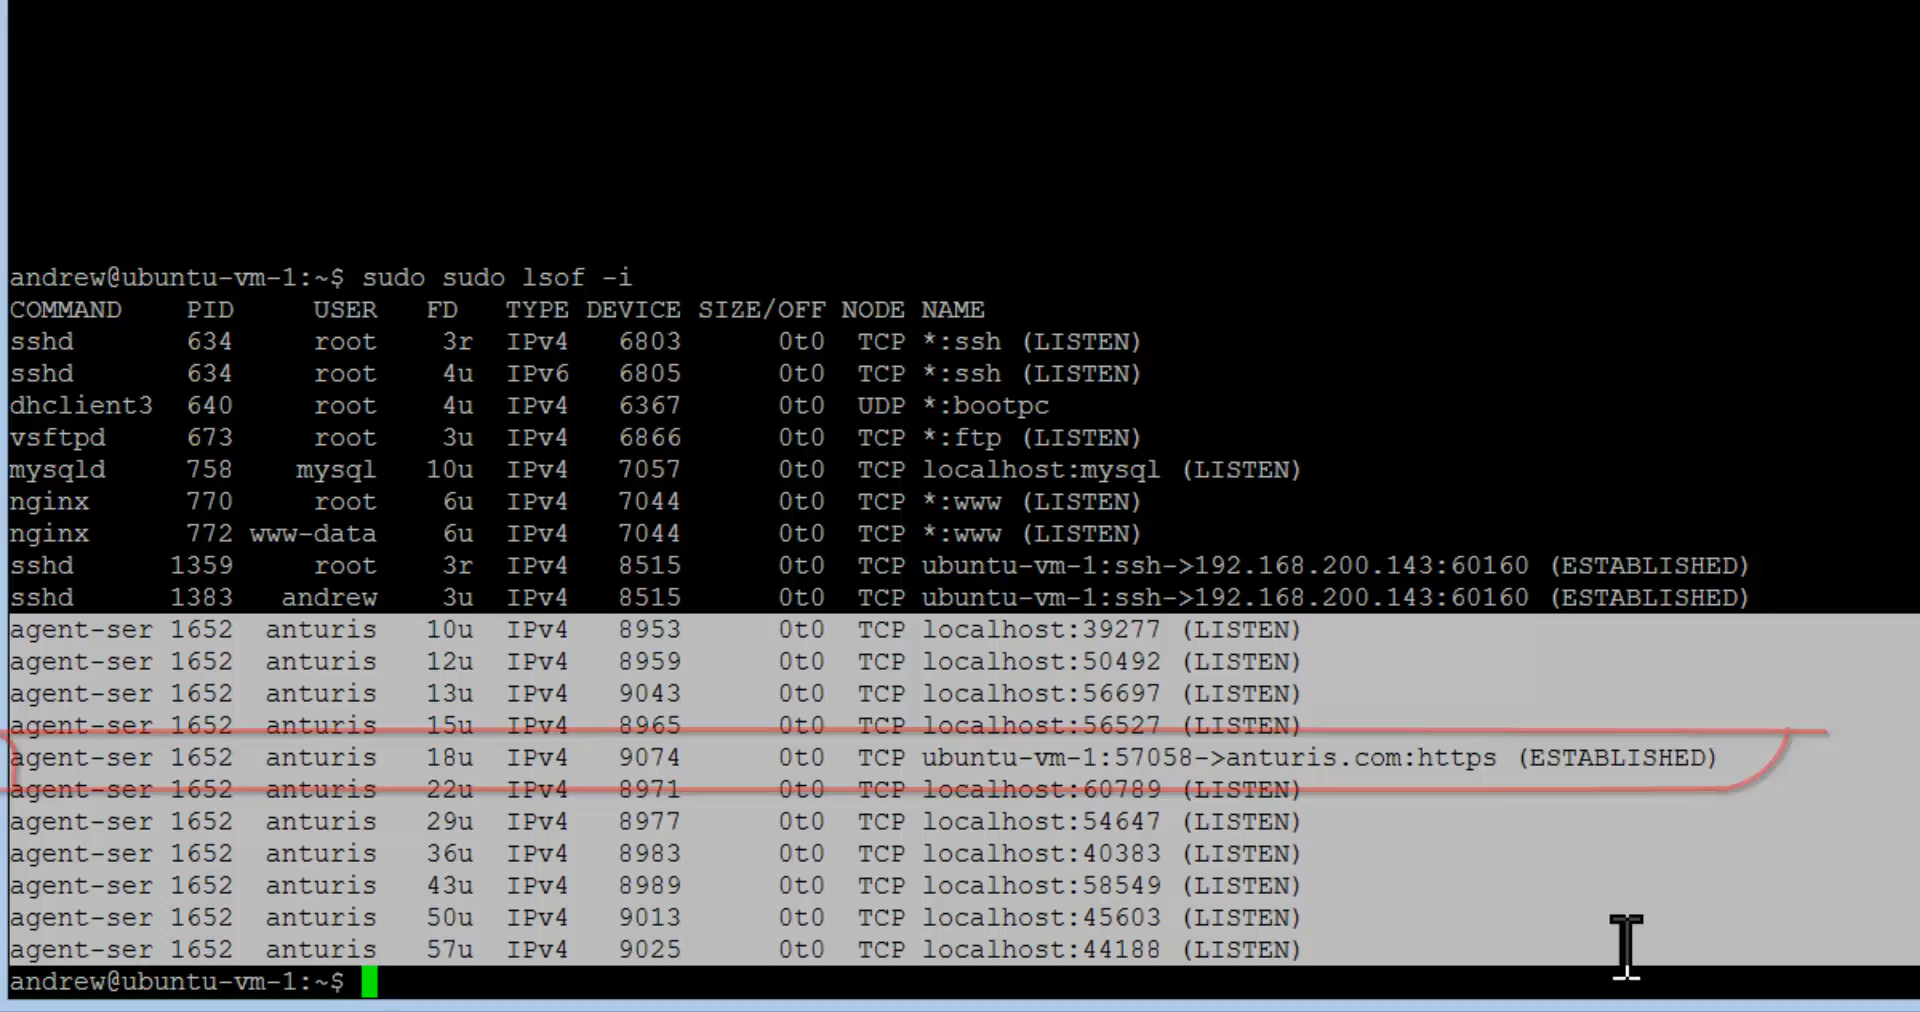 andrew@ubuntu-vm-1:~$ sudo sudo lsof -i
COMMAND PID USER FD TYPE DEVICE SIZE/OFF NODE NAME
sshd 634 root 3r IPv4 6803 0t0 TCP *:ssh (LISTEN)
sshd 634 root 4u IPv6 6805 0t0 TCP *:ssh (LISTEN)
dhclient3 640 root 4u IPv4 6367 0t0 UDP *:bootpc
vsftpd 673 root 3u IPv4 6866 0t0 TCP *:ftp (LISTEN)
mysqld 758 mysql 10u IPv4 7057 0t0 TCP localhost:mysql (LISTEN)
nginx 770 root 6u IPv4 7044 0t0 TCP *:www (LISTEN)
nginx 772 www-data 6u IPv4 7044 0t0 TCP *:www (LISTEN)
sshd 1359 root 3r IPv4 8515 0t0 TCP ubuntu-vm-1:ssh->192.168.200.143:60160 (ESTABLISHED)
sshd 1383 andrew 3u IPv4 8515 0t0 TCP ubuntu-vm-1:ssh->192.168.200.143:60160 (ESTABLISHED)
agent-ser 1652 anturis 10u IPv4 8953 0t0 TCP localhost:39277 (LISTEN)
agent-ser 1652 anturis 12u IPv4 8959 0t0 TCP localhost:50492 (LISTEN)
agent-ser 1652 anturis 13u IPv4 9043 0t0 TCP localhost:56697 (LISTEN)
agent-ser 1652 anturis 15u IPv4 8965 0t0 TCP localhost:56527 (LISTEN)
agent-ser 1652 anturis 18u IPv4 9074 0t0 TCP ubuntu-vm-1:57058->anturis.com:https (ESTABLISHED)
agent-ser 1652 anturis 22u IPv4 8971 0t0 TCP localhost:60789 (LISTEN)
agent-ser 1652 anturis 29u IPv4 8977 0t0 TCP localhost:54647 (LISTEN)
agent-ser 1652 anturis 36u IPv4 8983 0t0 TCP localhost:40383 (LISTEN)
agent-ser 1652 anturis 43u IPv4 8989 0t0 TCP localhost:58549 (LISTEN)
agent-ser 1652 anturis 50u IPv4 9013 0t0 TCP localhost:45603 (LISTEN)
agent-ser 1652 anturis 57u IPv4 9025 0t0 TCP localhost:44188 (LISTEN)
andrew@ubuntu-vm-1:~$